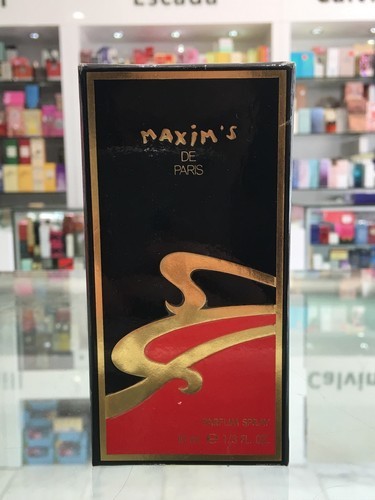 Escada
MAXIM'S
DE
PARIS
PARFUM SPRAY
Calvin